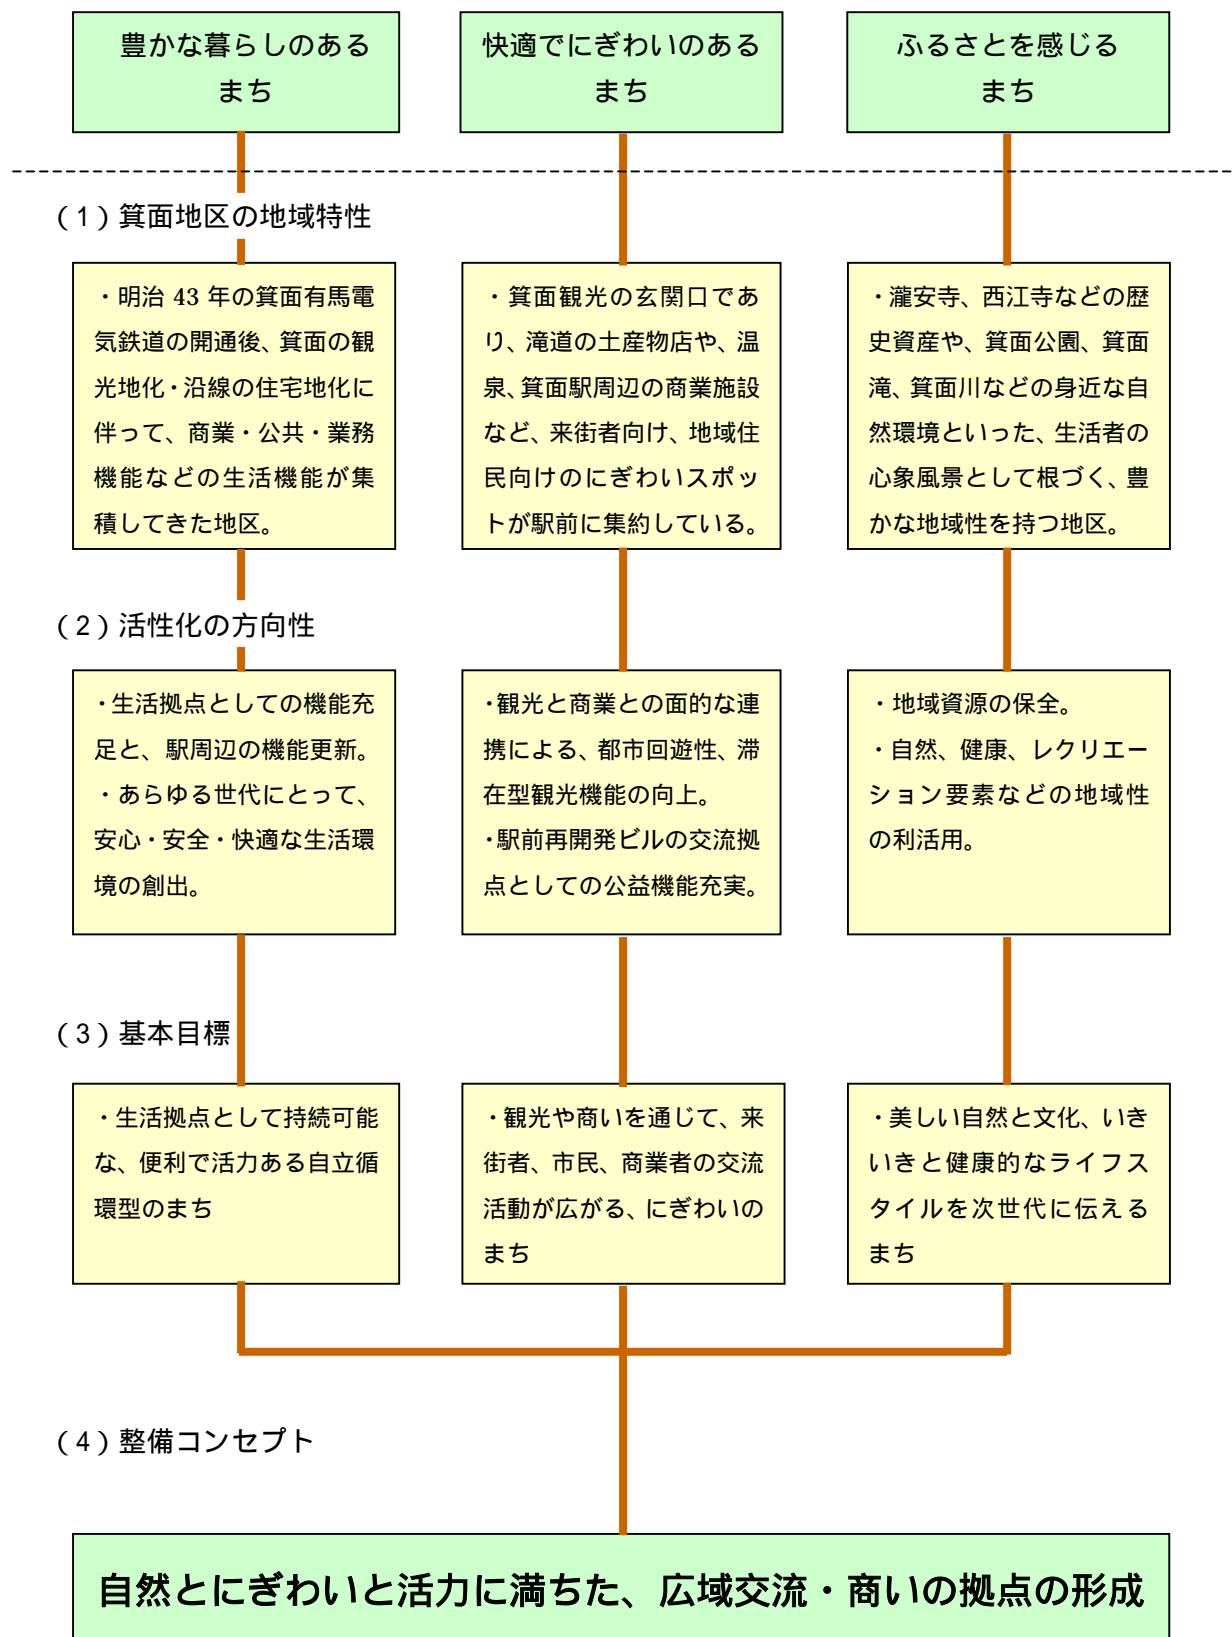 豊かな暮らしのある
まち
快適でにぎわいのある
まち
ふるさとを感じる
まち
(1)箕面地区の地域特性
・明治 43 年の箕面有馬電
気鉄道の開通後、箕面の観
光地化・沿線の住宅地化に
伴って、商業・公共・業務
機能などの生活機能が集
積してきた地区。
・箕面観光の玄関口であ
り、滝道の土産物店や、温
泉、箕面駅周辺の商業施設
など、来街者向け、地域住
民向けのにぎわいスポッ
トが駅前に集約している。
・瀧安寺、西江寺などの歴
史資産や、箕面公園、箕面
滝、箕面川などの身近な自
然環境といった、生活者の
心象風景として根づく、豊
かな地域性を持つ地区。
(2)活性化の方向性
・生活拠点としての機能充
足と、駅周辺の機能更新。
・あらゆる世代にとって、
安心・安全・快適な生活環
境の創出。
・観光と商業との面的な連
携による、都市回遊性、滞
在型観光機能の向上。
・駅前再開発ビルの交流拠
点としての公益機能充実。
・地域資源の保全。
・自然、健康、レクリエー
ション要素などの地域性
の利活用。
(3)基本目標
・生活拠点として持続可能
な、便利で活力ある自立循
環型のまち
・観光や商いを通じて、来
街者、市民、商業者の交流
活動が広がる、にぎわいの
まち
・美しい自然と文化、いき
いきと健康的なライフス
タイルを次世代に伝える
まち
(4)整備コンセプト
自然とにぎわいと活力に満ちた、広域交流・商いの拠点の形成